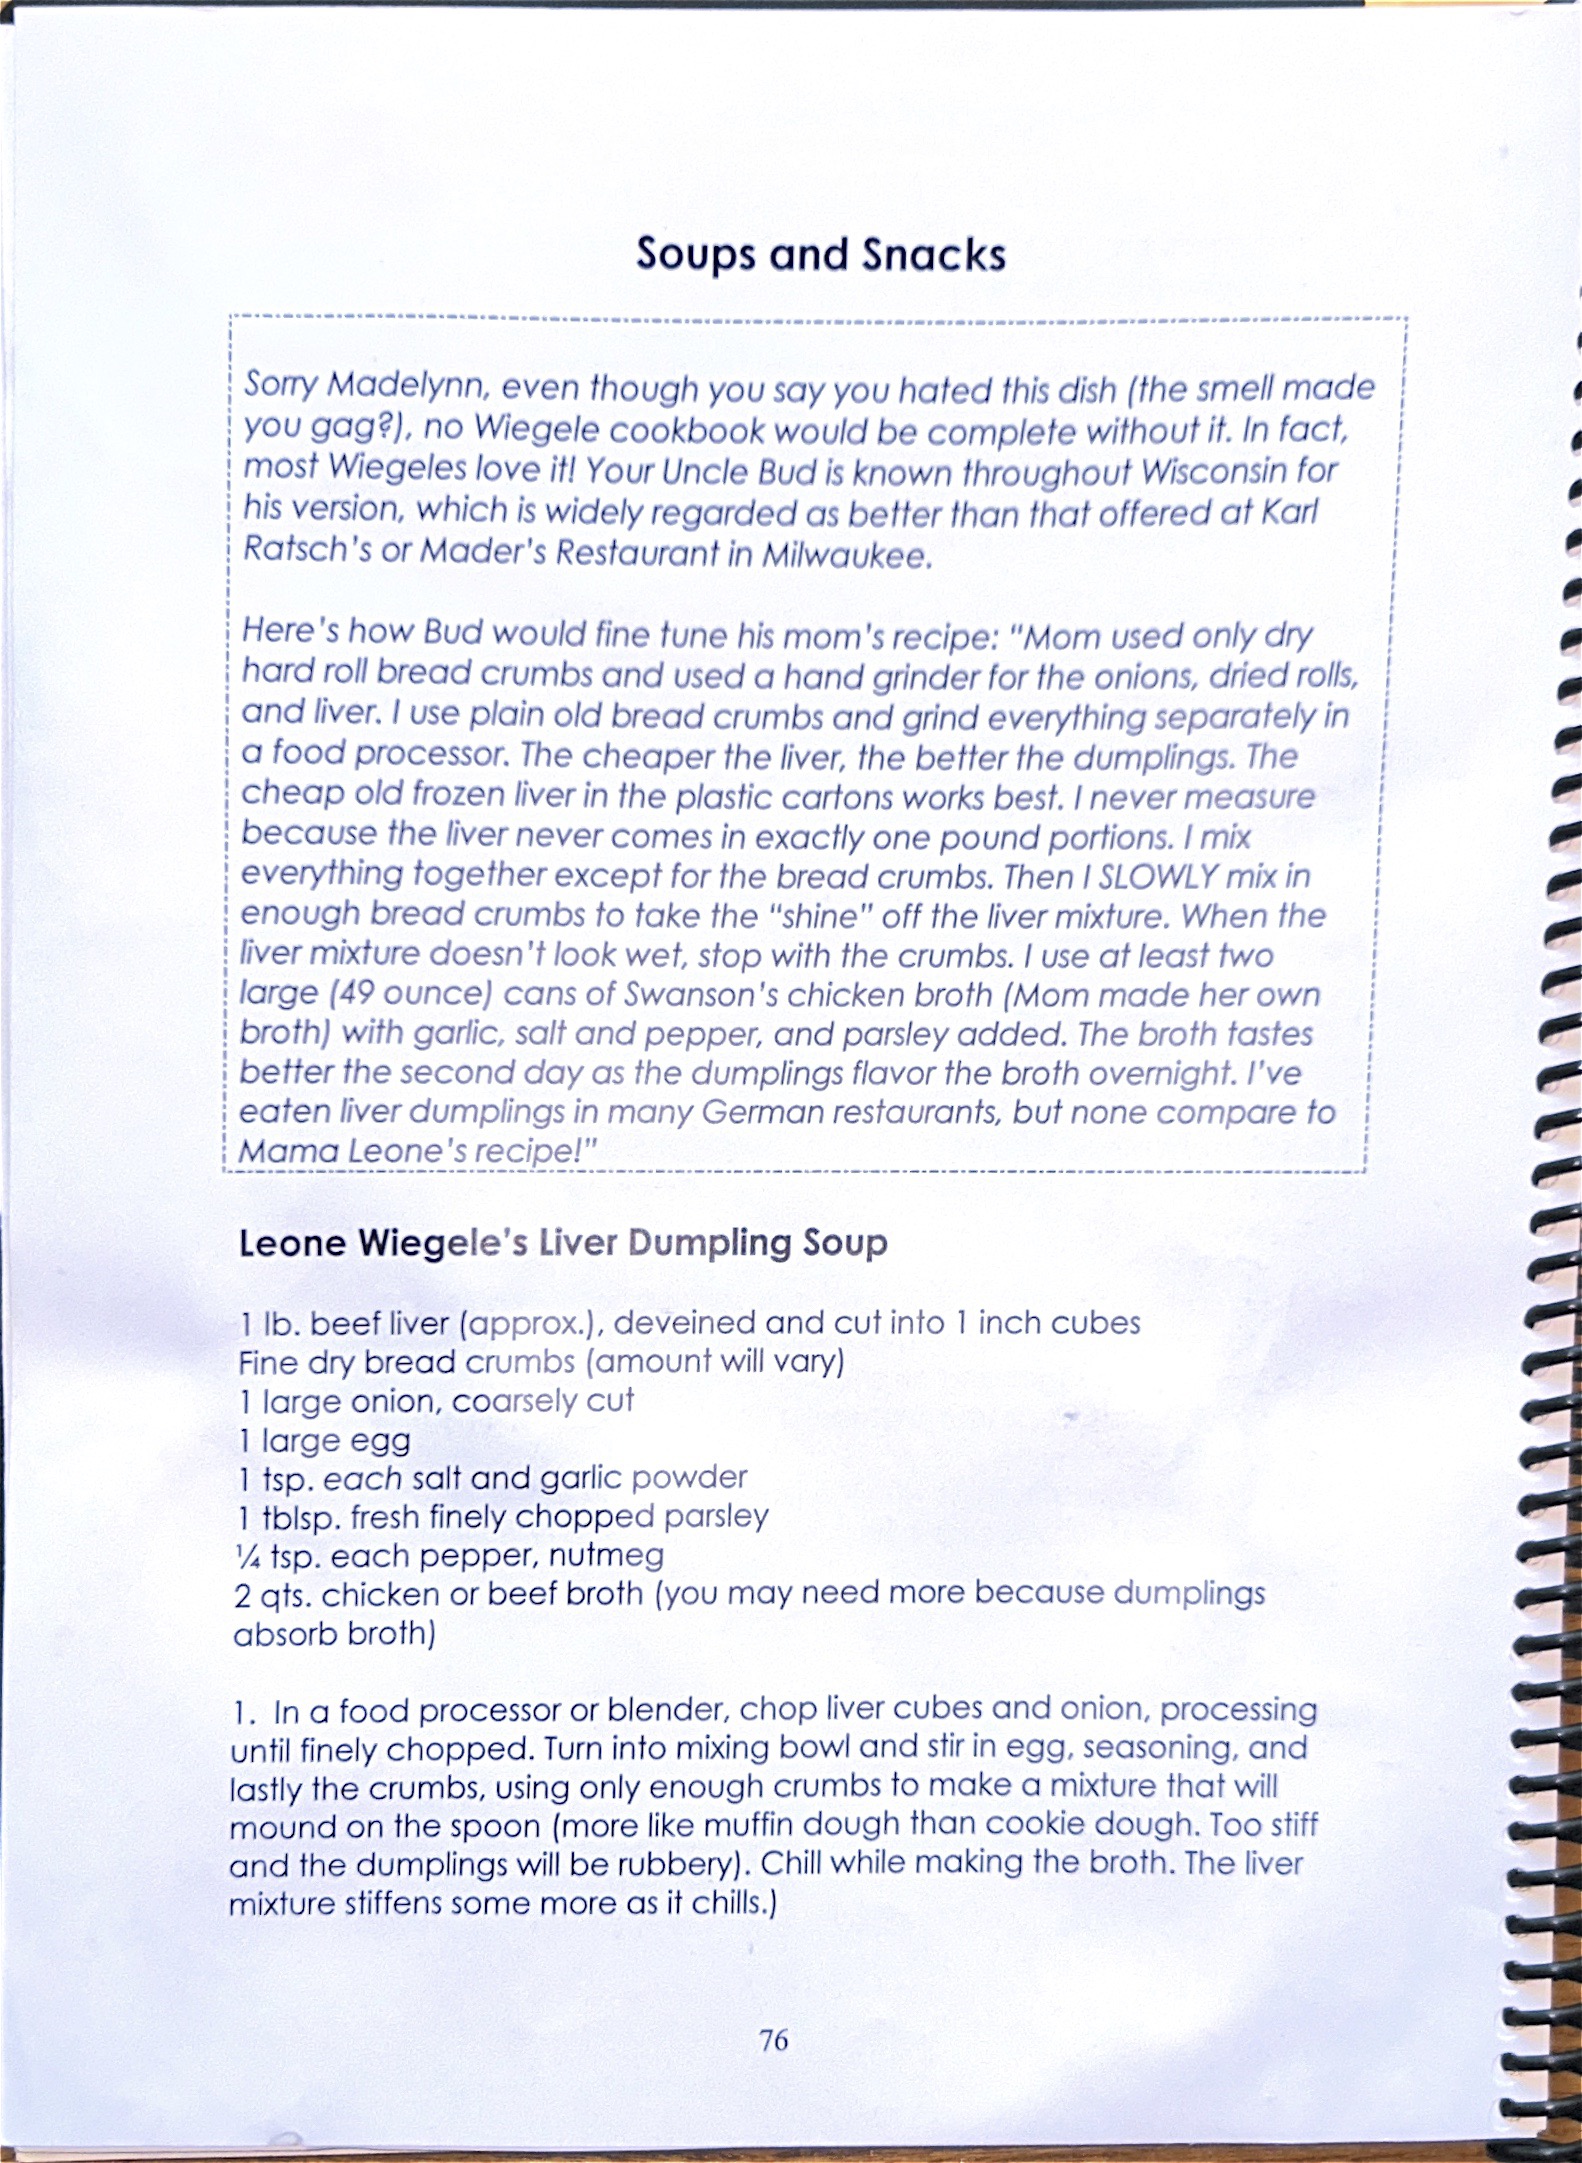 Soups and Snacks
Sorry Madelynn, even though you say you hated this dish (the smell made
you gag?), no Wiegele cookbook would be complete without it. In fact,
most Wiegeles love it! Your Uncle Bud is known throughout Wisconsin for
his version, which is widely regarded as better than that offered at Karl
Ratsch's or Mader's Restaurant in Milwaukee.
Here's how Bud would fine tune his mom's recipe: "Mom used only dry
hard roll bread crumbs and used a hand grinder for the onions, dried rolls,
and liver. I use plain old bread crumbs and grind everything separately in
a food processor. The cheaper the liver, the better the dumplings. The
cheap old frozen liver in the plastic cartons works best. I never measure
because the liver never comes in exactly one pound portions. I mix
everything together except for the bread crumbs. Then I SLOWLY mix in
enough bread crumbs to take the "shine" off the liver mixture. When the
liver mixture doesn't look wet, stop with the crumbs. I use at least two
large (49 ounce) cans of Swanson's chicken broth (Mom made her own
broth) with garlic, salt and pepper, and parsley added. The broth tastes
better the second day as the dumplings flavor the broth overnight. I've
eaten liver dumplings in many German restaurants, but none compare to
Mama Leone's recipe!"
Leone Wiegele's Liver Dumpling Soup
1 lb. beef liver (approx.), deveined and cut into 1 inch cubes
Fine dry bread crumbs (amount will vary)
1 large onion, coarsely cut
1 large egg
1 tsp. each salt and garlic powder
1 tblsp. fresh finely chopped parsley
¼ tsp. each pepper, nutmeg
2 qts. chicken or beef broth (you may need more because dumplings
absorb broth)
1. In a food processor or blender, chop liver cubes and onion, processing
until finely chopped. Turn into mixing bowl and stir in egg, seasoning, and
lastly the crumbs, using only enough crumbs to make a mixture that will
mound on the spoon (more like muffin dough than cookie dough. Too stiff
and the dumplings will be rubbery). Chill while making the broth. The liver
mixture stiffens some more as it chills.)
76